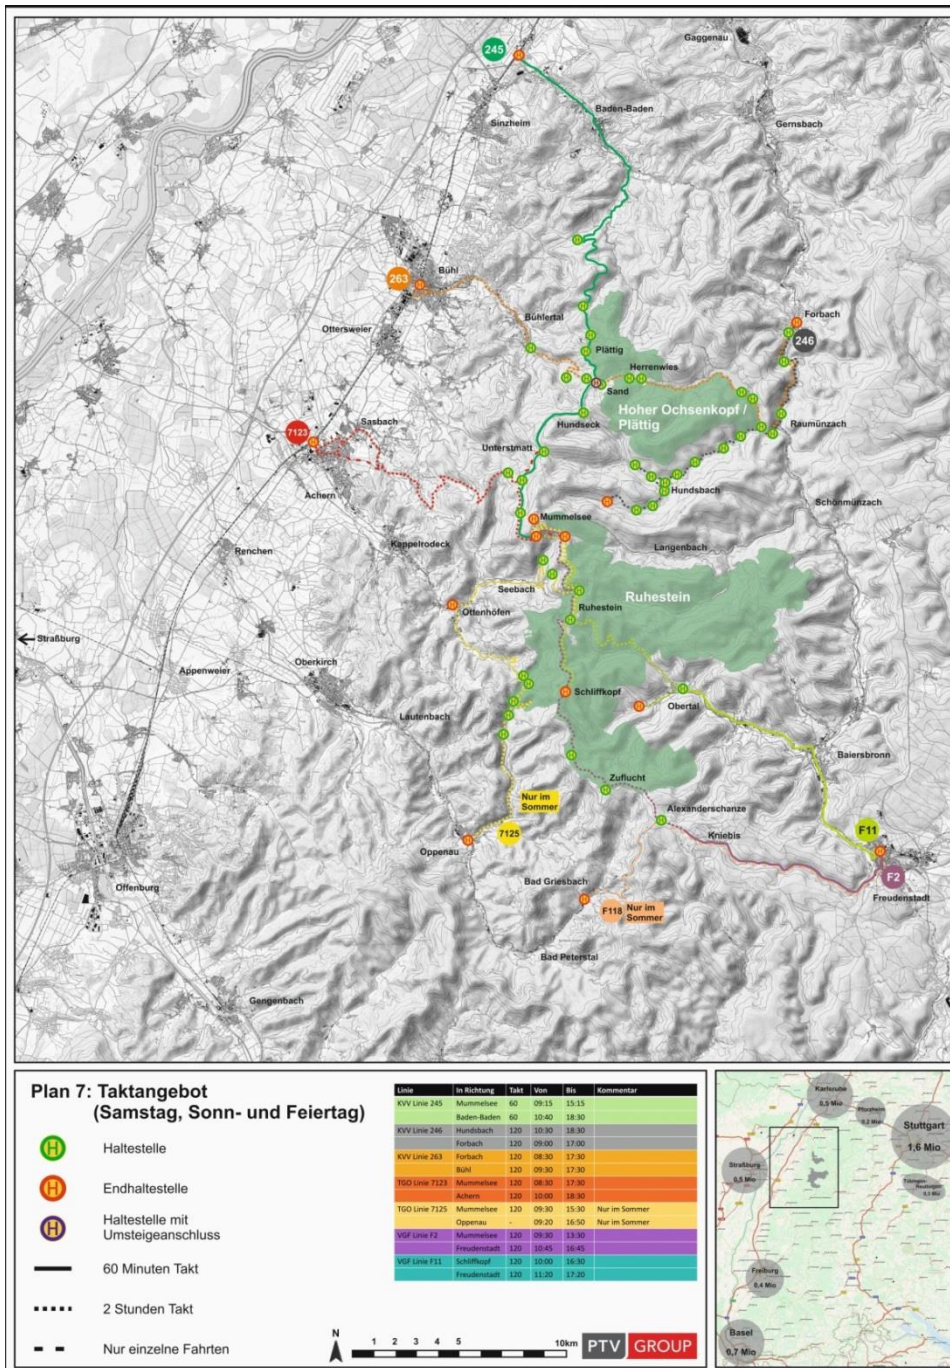 Gaggenau
245
Baden-Baden
Sinzheim
Gernsbach
263
Bühl
Ottersweier
Bühlertal
Forbach
246
Plättig
Herrenwies
Sand
Hoher Ochsenkopf /
Plättig
Sasbach
7123
Hundseck
Raumünzach
Unterstmatt
Achern
Hundsbach
Schönmünzach
Mummelsee
Kappelrodeck
Langenbach
Renchen
Seebach
Ruhestein
Ottenhöfen
Ruhestein
Straßburg
Appenweier
Oberkirch
Schliffkopf
Obertal
Lautenbach
Baiersbronn
Zuflucht
Nur im
Sommer
Alexanderschanze
7125
Kniebis
F11
Oppenau
F2
Bad Griesbach
Offenburg
Freudenstadt
F118
Nur im
Sommer
Bad Peterstal
Gengenbach
Plan 7: Taktangebot
(Samstag, Sonn- und Feiertag)
H Haltestelle
H Endhaltestelle
H Haltestelle mit
Umsteigeanschluss
60 Minuten Takt
2 Stunden Takt
Nur einzelne Fahrten
Linie In Richtung Takt Von Bis Kommentar
KVV Linie 245 Mummelsee 60 09:15 15:15
Baden-Baden 60 10:40 18:30
KVV Linie 246 Hundsbach 120 10:30 18:30
Forbach 120 09:00 17:00
KVV Linie 263 Forbach 120 08:30 17:30
Bühl 120 09:30 17:30
TGO Linie 7123 Mummelsee 120 08:30 17:30
Achern 120 10:00 18:30
TGO Linie 7125 Mummelsee 120 09:30 15:30 Nur im Sommer
Oppenau - 09:20 16:50 Nur im Sommer
VGF Linie F2 Mummelsee 120 09:30 13:30
Freudenstadt 120 10:45 16:45
VGF Linie F11 Schliffkopf 120 10:00 16:30
Freudenstadt 120 11:20 17:20
N
1 2 3 4 5 10km
PTV GROUP
Karlsruhe
0,5 Mio
Pforzheim
0,2 Mio
Stuttgart
1,6 Mio
Straßburg
0,5 Mio
Tübingen-
Reutlingen
Freiburg
0,4 Mio
Basel
0,7 Mio